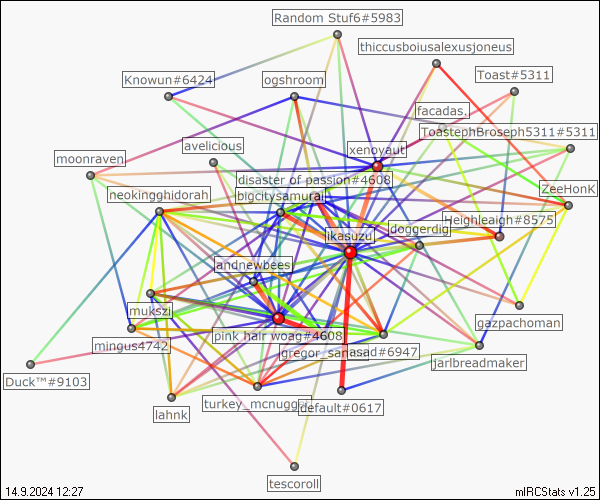 Random Stuf6#5983
thiccusboiusalexusjoneus
Knowun#6424
ogshroom
Toast#5311
facadas.
ToastephBroseph5311#5311
avelicious
xenoyaut
moonraven
disaster of passion#4608
neokingghidorah
bigcitysamurai
ZeeHonK
Heighleaigh#8575
ikasuzu
doggerdig
andnewbees
mukszi
gazpachoman
mingus4742
pink hair woag#4608
gregor_sanasad#6947
jarlbreadmaker
Duck™#9103
lahnk
turkey_mcnugget
default#0617
tescoroll
14.9.2024 12:27
mIRCStats v1.25